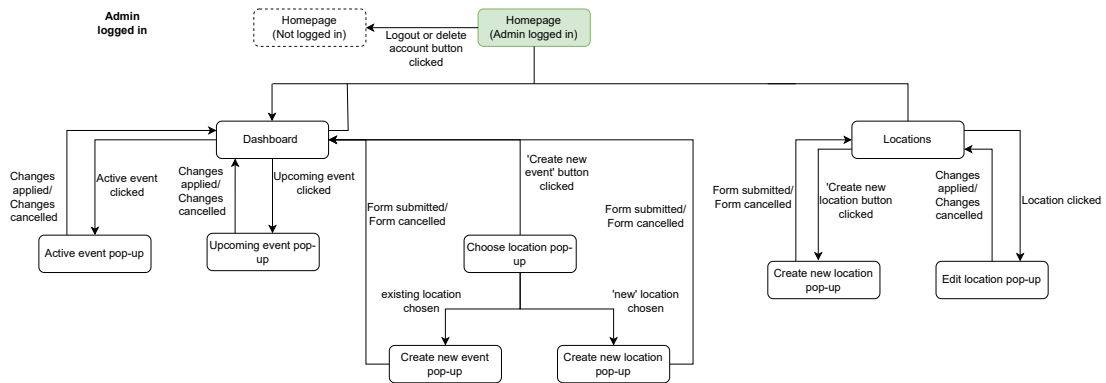 Admin
logged in
Homepage
(Not logged in)
Logout or delete
account button
clicked
Homepage
(Admin logged in)
Dashboard
Locations
Changes
applied/
Changes
cancelled
Active event
clicked
Changes
applied/
Changes
cancelled
Upcoming event
clicked
Form submitted/
Form cancelled
'Create new
event' button
clicked
Form submitted/
Form cancelled
Form submitted/
Form cancelled
'Create new
location button
clicked
Changes
applied/
Changes
cancelled
Location clicked
Active event pop-up
Upcoming event pop-
up
Choose location pop-
up
Create new location
pop-up
Edit location pop-up
existing location
chosen
'new' location
chosen
Create new event
pop-up
Create new location
pop-up